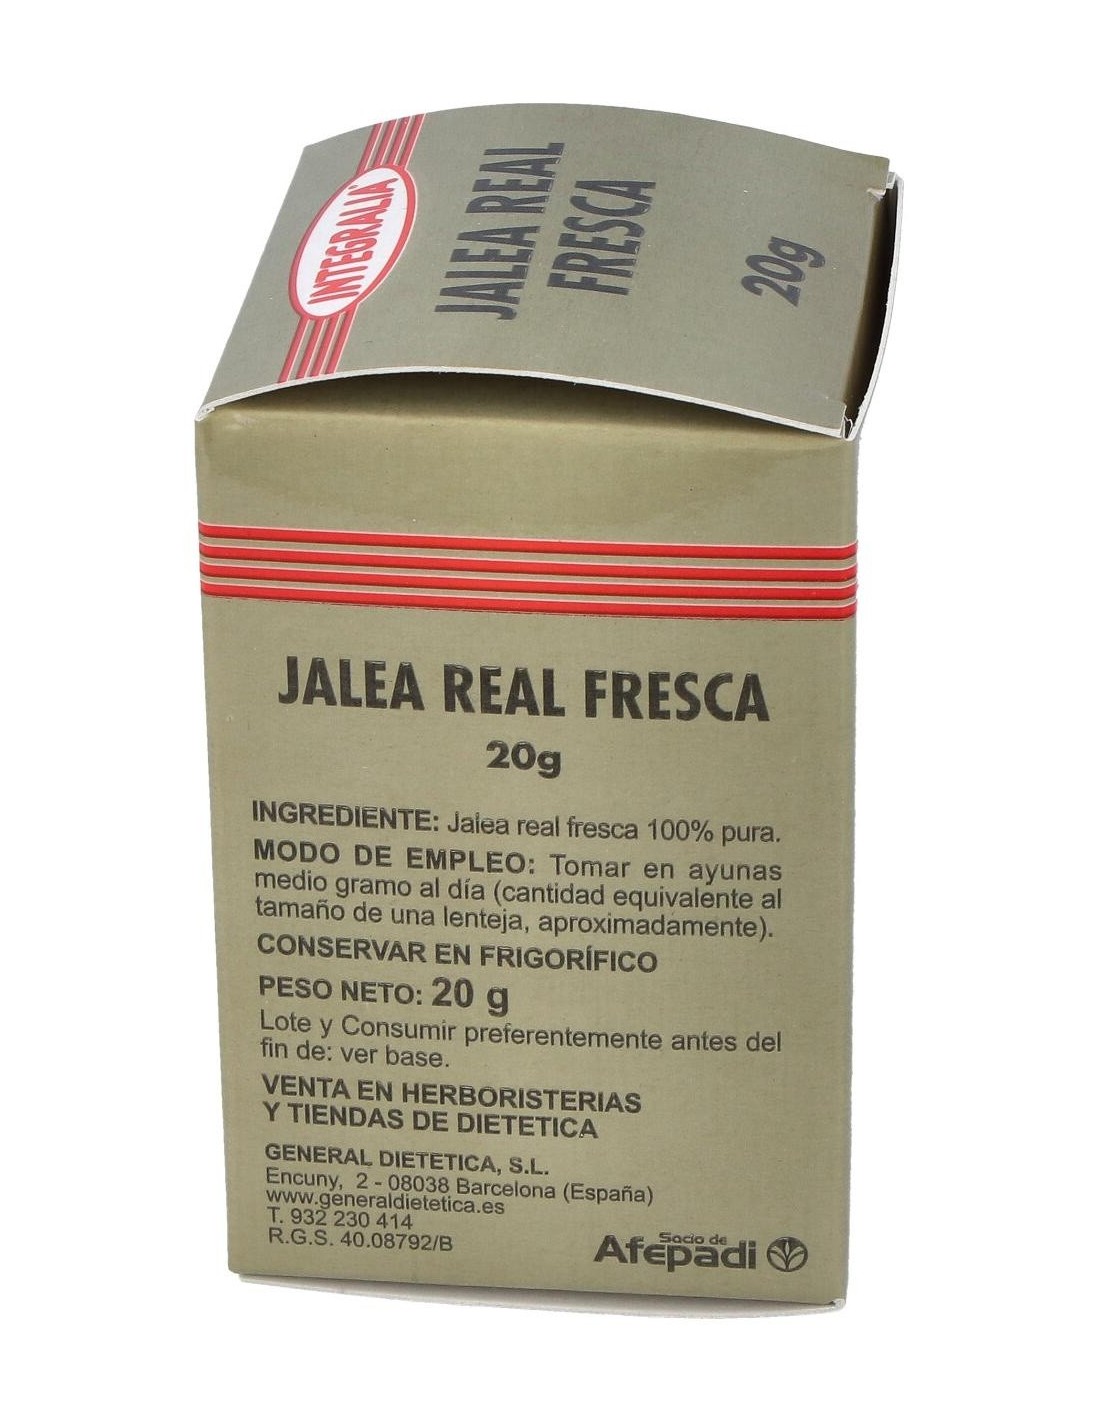 INTEGRALIA
JALEA REAL
FRESCA
20g
JALEA REAL FRESCA
20g
INGREDIENTE: Jalea real fresca 100% pura.
MODO DE EMPLEO: Tomar en ayunas
medio gramo al día (cantidad equivalente al
tamaño de una lenteja, aproximadamente).
CONSERVAR EN FRIGORÍFICO
PESO NETO: 20 g
Lote y Consumir preferentemente antes del
fin de: ver base.
VENTA EN HERBORISTERIAS
Y TIENDAS DE DIETETICA
GENERAL DIETETICA, S.L.
Encuny, 2 - 08038 Barcelona (España)
www.generaldietetica.es
T. 932 230 414
R.G.S. 40.08792/B
Socio de
Afepadi